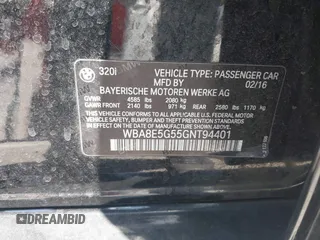 320i
VEHICLE TYPE: PASSENGER CAR
MFD BY 02/16
BAYERISCHE MOTOREN WERKE AG
GVWR 4585 lbs 2080 kg
GAWR FRONT 2140 lbs 971 kg REAR 2580 lbs 1170 kg
THIS VEHICLE CONFORMS TO ALL APPLICABLE FEDERAL MOTOR
VEHICLE SAFETY, BUMPER AND THEFT PREVENTION STANDARDS
IN EFFECT ON THE DATE OF MANUFACTURE SHOWN ABOVE.
WBA8E5G55GNT94401
DREAMBID